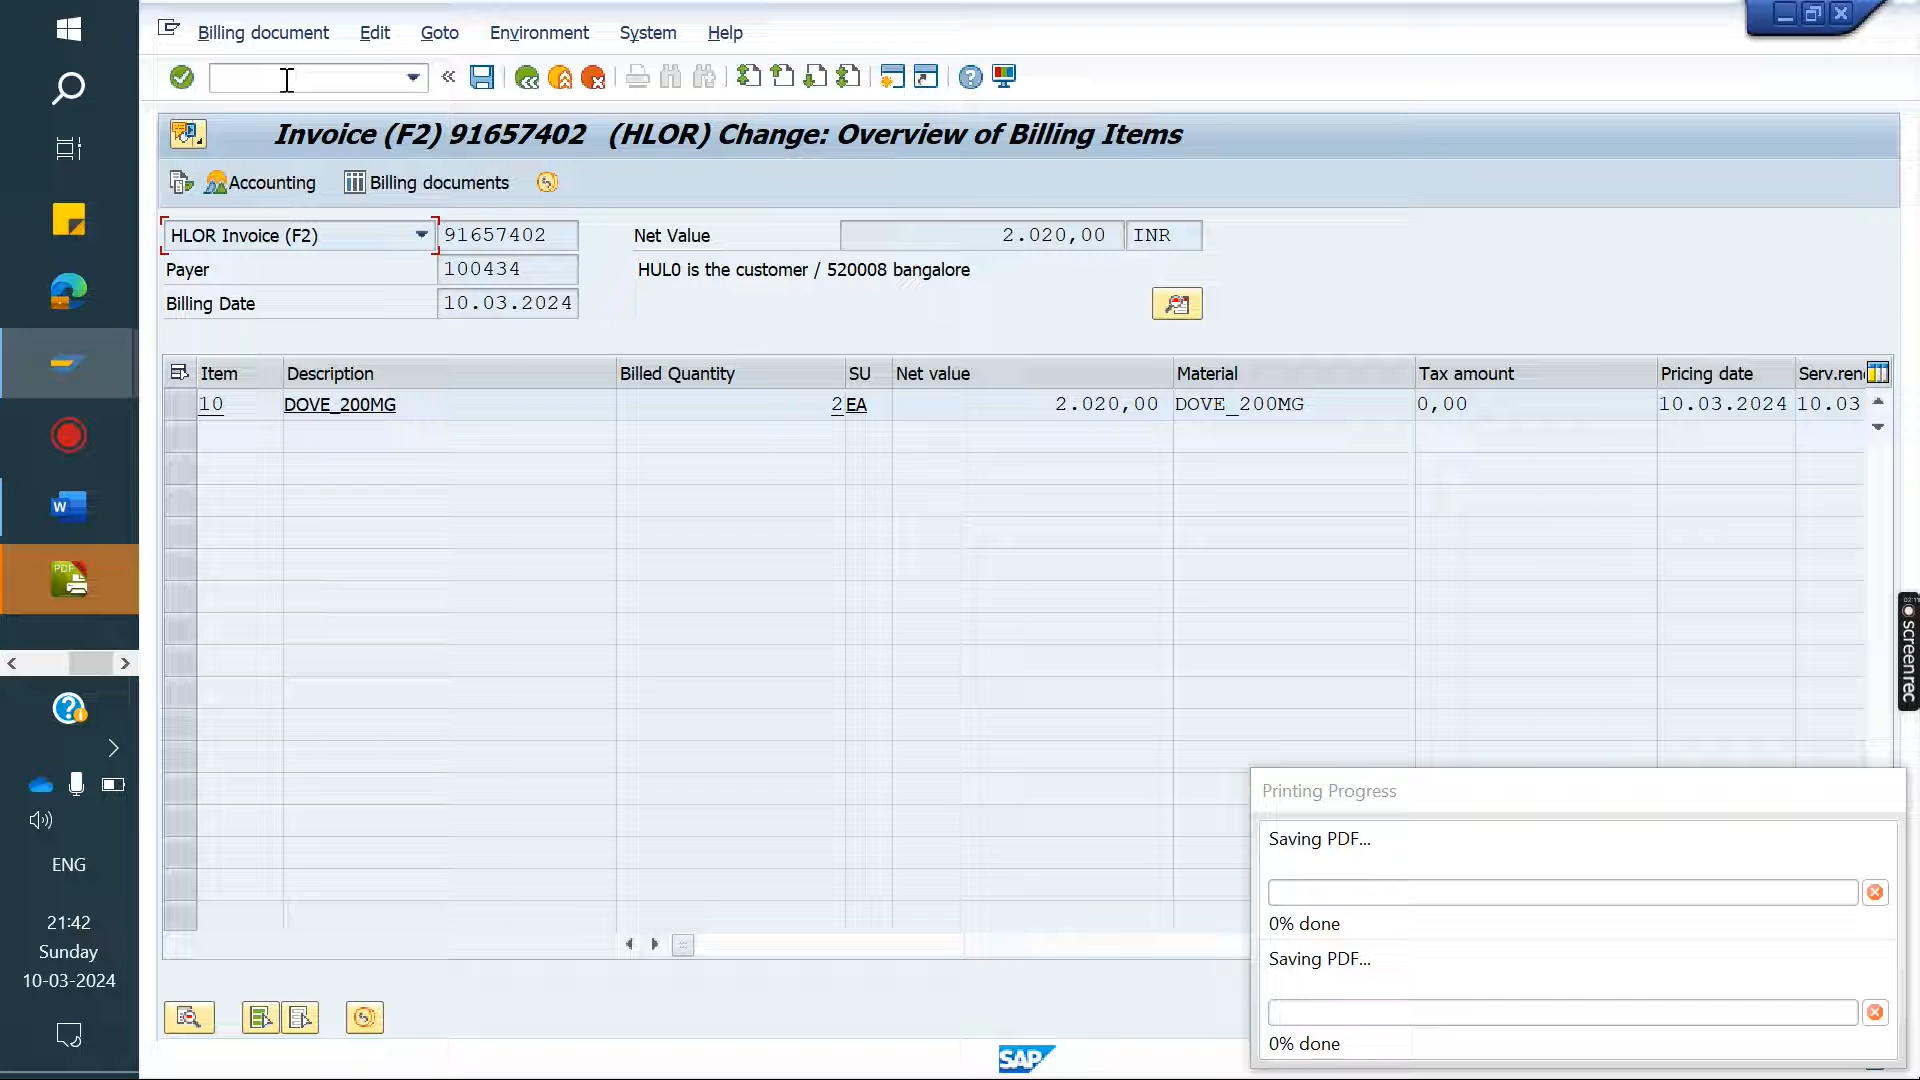 Billing document Edit Goto Environment System Help
Invoice (F2) 91657402 (HLOR) Change: Overview of Billing Items
Accounting Billing documents
HLOR Invoice (F2) 91657402 Net Value 2.020,00 INR
Payer 100434 HUL0 is the customer / 520008 bangalore
Billing Date 10.03.2024
Item Description Billed Quantity SU Net value Material Tax amount Pricing date Serv.ren
10 DOVE_200MG 2 EA 2.020,00 DOVE_200MG 0,00 10.03.2024 10.03
Printing Progress
Saving PDF...
0% done
Saving PDF...
0% done
SAP
W
PDF
ENG
21:42
Sunday
10-03-2024
screenrec